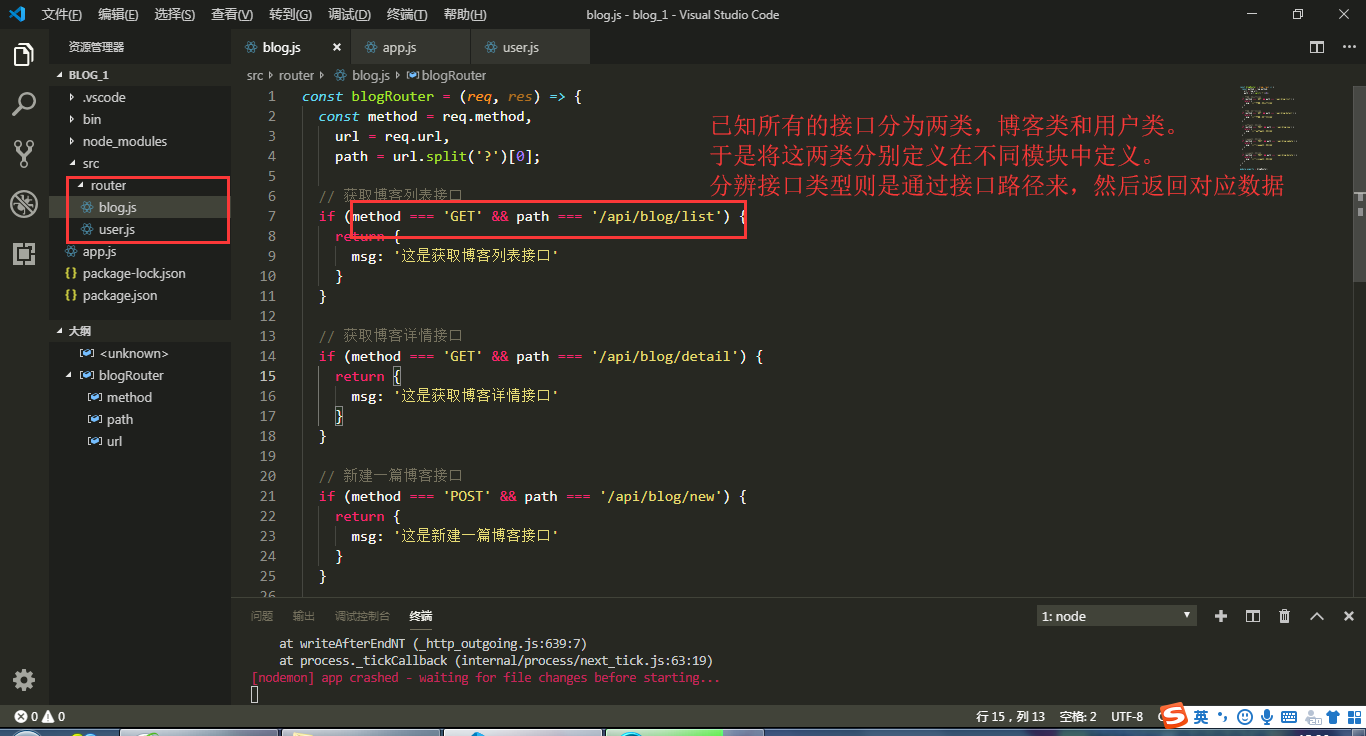 文件(F) 编辑(E) 选择(S) 查看(V) 转到(G) 调试(D) 终端(T) 帮助(H) blog.js - blog_1 - Visual Studio Code
资源管理器
blog.js × app.js user.js
BLOG_1
.vscode
bin
node_modules
src
router
blog.js
user.js
app.js
package-lock.json
package.json
大纲
<unknown>
blogRouter
method
path
url
src router blog.js blogRouter
1 const blogRouter = (req, res) => {
2 const method = req.method,
3 url = req.url,
4 path = url.split('?')[0];
5
6 // 获取博客列表接口
7 if (method === 'GET' && path === '/api/blog/list') {
8 return {
9 msg: '这是获取博客列表接口'
10 }
11 }
12
13 // 获取博客详情接口
14 if (method === 'GET' && path === '/api/blog/detail') {
15 return {
16 msg: '这是获取博客详情接口'
17 }
18 }
19
20 // 新建一篇博客接口
21 if (method === 'POST' && path === '/api/blog/new') {
22 return {
23 msg: '这是新建一篇博客接口'
24 }
25 }
26
已知所有的接口分为两类，博客类和用户类。
于是将这两类分别定义在不同模块中定义。
分辨接口类型则是通过接口路径来，然后返回对应数据
问题 输出 调试控制台 终端 1: node
at writeAfterEndNT (_http_outgoing.js:639:7)
at process._tickCallback (internal/process/next_tick.js:63:19)
[nodemon] app crashed - waiting for file changes before starting...
0 0 行 15，列 13 空格: 2 UTF-8 英